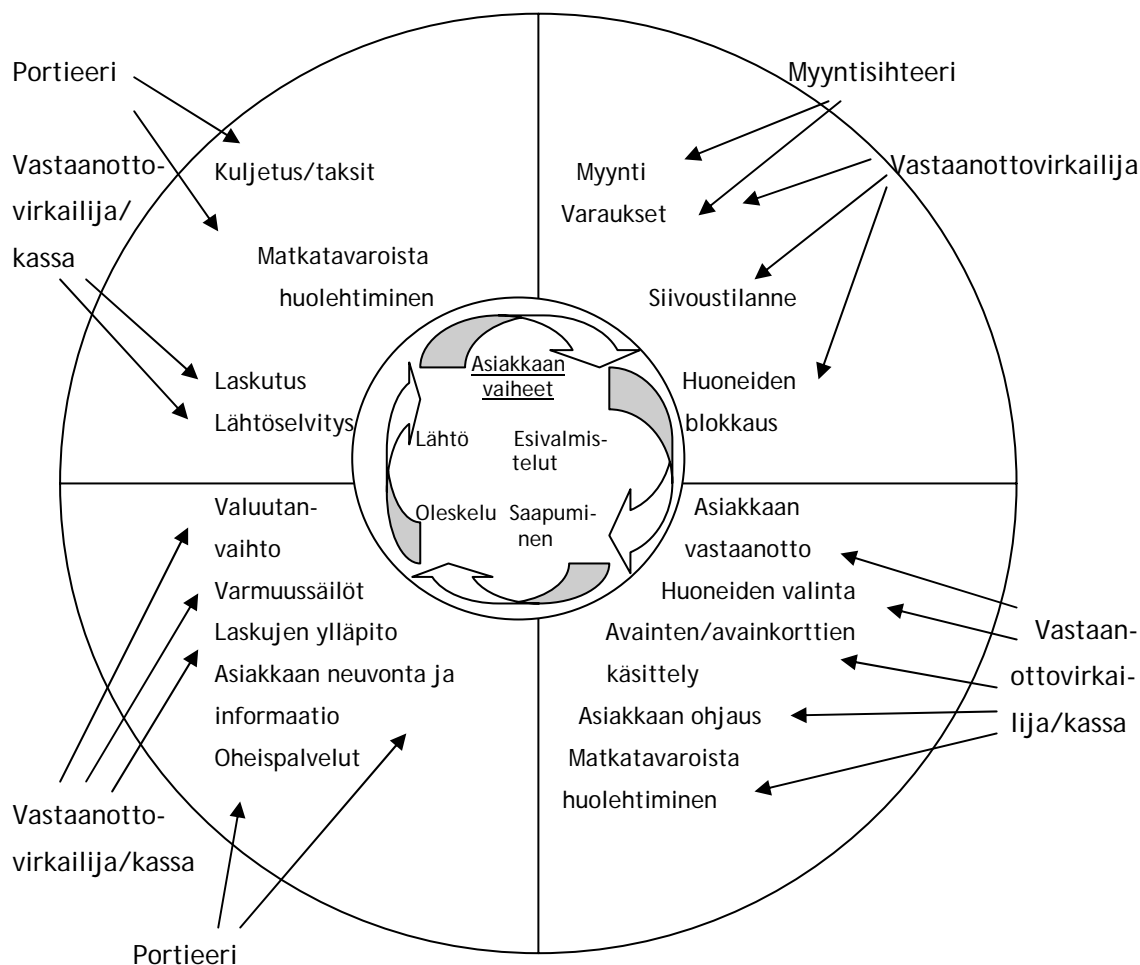 Portieeri
Vastaanotto-
virkailija/
kassa
Kuljetus/taksit
Matkatavaroista
huolehtiminen
Laskutus
Lähtöselvitys
Myyntisihteeri
Vastaanottovirkailija
Myynti
Varaukset
Siivoustilanne
Huoneiden
blokkaus
Asiakkaan
vaiheet
Lähtö
Esivalmis-
telut
Oleskelu
Saapumi-
nen
Valuutan-
vaihto
Varmuussäilöt
Laskujen ylläpito
Asiakkaan neuvonta ja
informaatio
Oheispalvelut
Vastaanotto-
virkailija/kassa
Portieeri
Asiakkaan
vastaanotto
Huoneiden valinta
Avainten/avainkorttien
käsittely
Asiakkaan ohjaus
Matkatavaroista
huolehtiminen
Vastaan-
ottovirkai-
lija/kassa